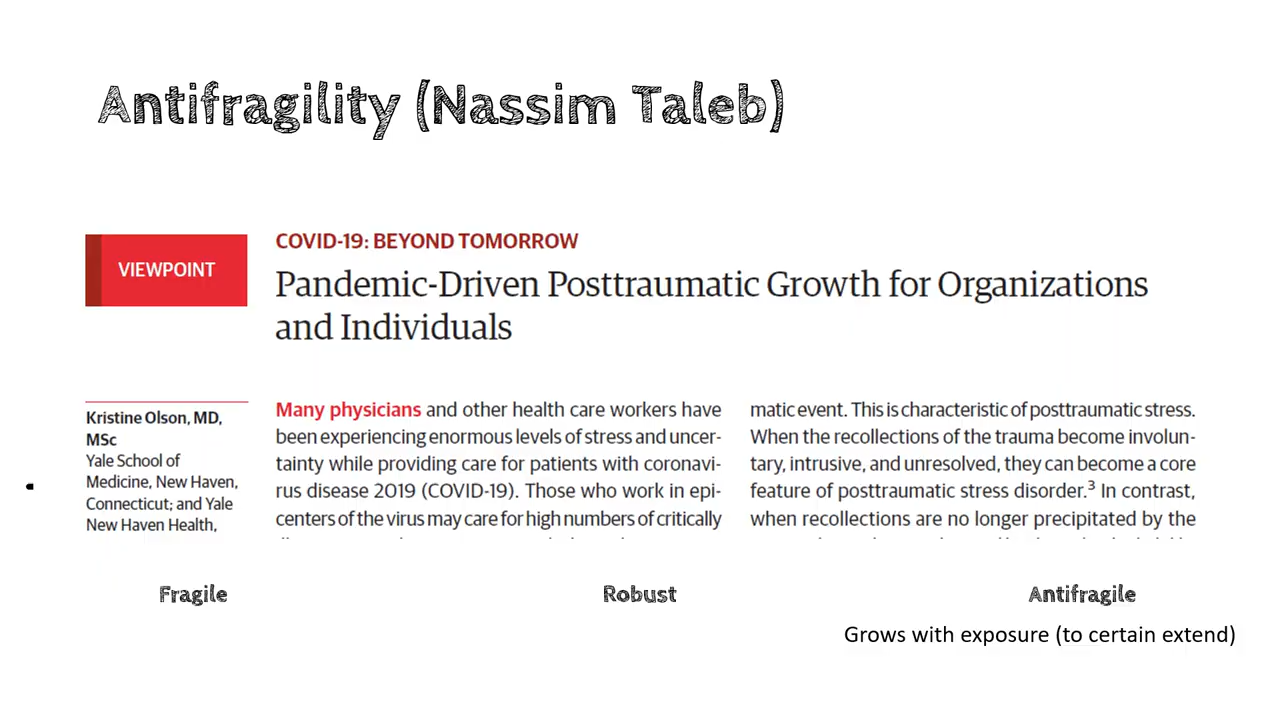 Antifragility (Nassim Taleb)
VIEWPOINT
COVID-19: BEYOND TOMORROW
Pandemic-Driven Posttraumatic Growth for Organizations
and Individuals
Kristine Olson, MD,
MSc
Yale School of
Medicine, New Haven,
Connecticut; and Yale
New Haven Health,
Many physicians and other health care workers have
been experiencing enormous levels of stress and uncer-
tainty while providing care for patients with coronavi-
rus disease 2019 (COVID-19). Those who work in epi-
centers of the virus may care for high numbers of critically
matic event. This is characteristic of posttraumatic stress.
When the recollections of the trauma become involun-
tary, intrusive, and unresolved, they can become a core
feature of posttraumatic stress disorder.³ In contrast,
when recollections are no longer precipitated by the
Fragile
Robust
Antifragile
Grows with exposure (to certain extend)